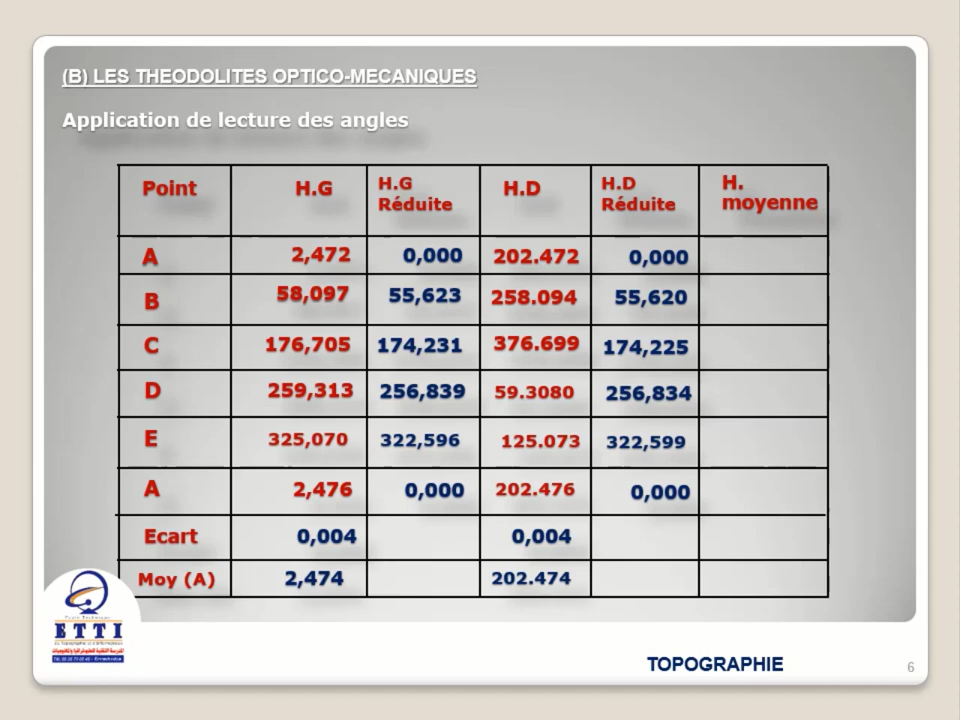 (B) LES THEODOLITES OPTICO-MECANIQUES
Application de lecture des angles
Point H.G H.G Réduite H.D H.D Réduite H. moyenne
A 2,472 0,000 202.472 0,000
B 58,097 55,623 258.094 55,620
C 176,705 174,231 376.699 174,225
D 259,313 256,839 59.3080 256,834
E 325,070 322,596 125.073 322,599
A 2,476 0,000 202.476 0,000
Ecart 0,004 0,004
Moy (A) 2,474 202.474
ETTI
TOPOGRAPHIE
6